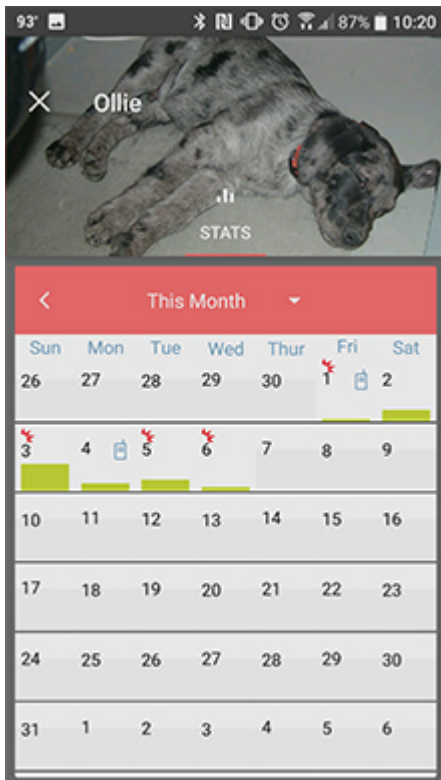 93° 87% 10:20
Ollie
STATS
This Month
Sun Mon Tue Wed Thur Fri Sat
26 27 28 29 30 1 2
3 4 5 6 7 8 9
10 11 12 13 14 15 16
17 18 19 20 21 22 23
24 25 26 27 28 29 30
31 1 2 3 4 5 6